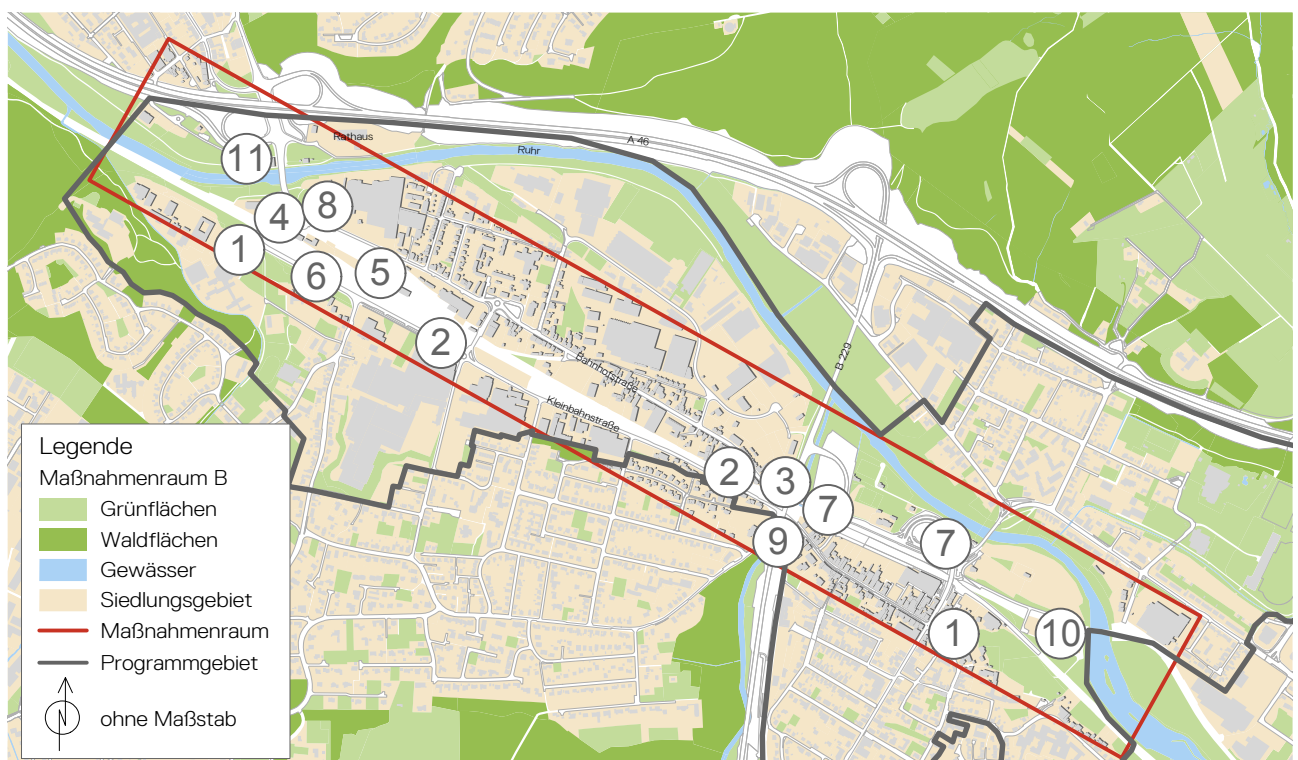 A 46
Rathaus
Ruhr
11
8
4
1
5
6
2
B 229
Bahnhofstraße
Kleinbahnstraße
2
3
7
7
9
1
10
Legende
Maßnahmenraum B
Grünflächen
Waldflächen
Gewässer
Siedlungsgebiet
Maßnahmenraum
Programmgebiet
N
ohne Maßstab